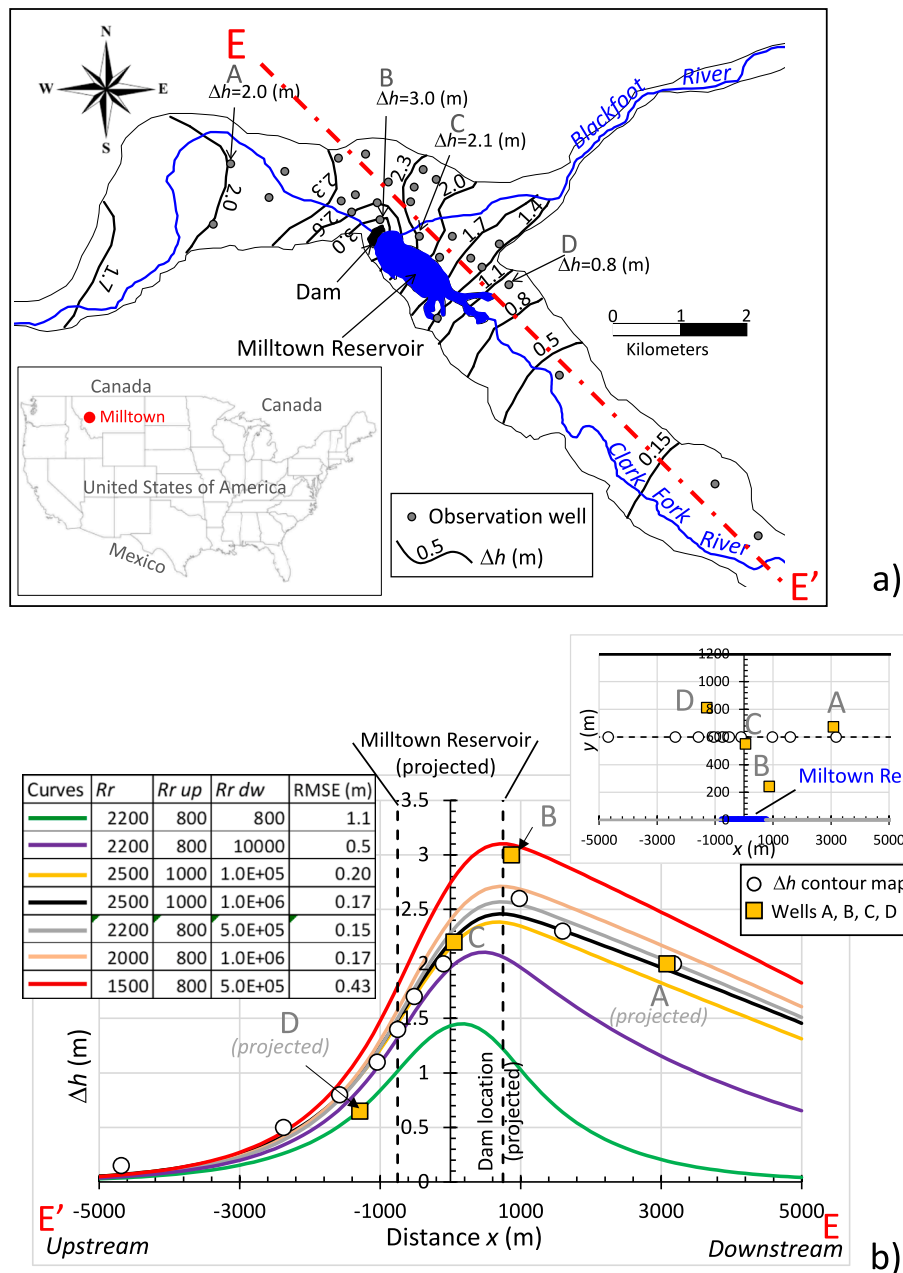 N
W
E
S
E
A
Δh=2.0 (m)
B
Δh=3.0 (m)
C
Δh=2.1 (m)
Blackfoot River
2.0
2.3
2.6
3.0
2.3
2.0
1.7
1.4
1.1
0.8
0.5
0.15
1.7
D
Δh=0.8 (m)
Dam
Milltown Reservoir
0 1 2
Kilometers
Canada
Canada
Milltown
United States of America
Mexico
Observation well
0.5 Δh (m)
Clark Fork River
E’
a)
Milltown Reservoir
(projected)
Curves Rr Rr up Rr dw RMSE (m)
2200 800 800 1.1
2200 800 10000 0.5
2500 1000 1.0E+05 0.20
2500 1000 1.0E+06 0.17
2200 800 5.0E+05 0.15
2000 800 1.0E+06 0.17
1500 800 5.0E+05 0.43
y (m)
1200
1000
800
600
400
200
0
D
C
A
B
Miltown Re
-5000 -3000 -1000 1000 3000 5000
x (m)
Δh contour map
Wells A, B, C, D
Δh (m)
3.5
3
2.5
2
1.5
1
0.5
0
B
C
A
(projected)
D
(projected)
Dam location
(projected)
-5000 -3000 -1000 1000 3000 5000
Distance x (m)
E’
Upstream
E
Downstream
b)